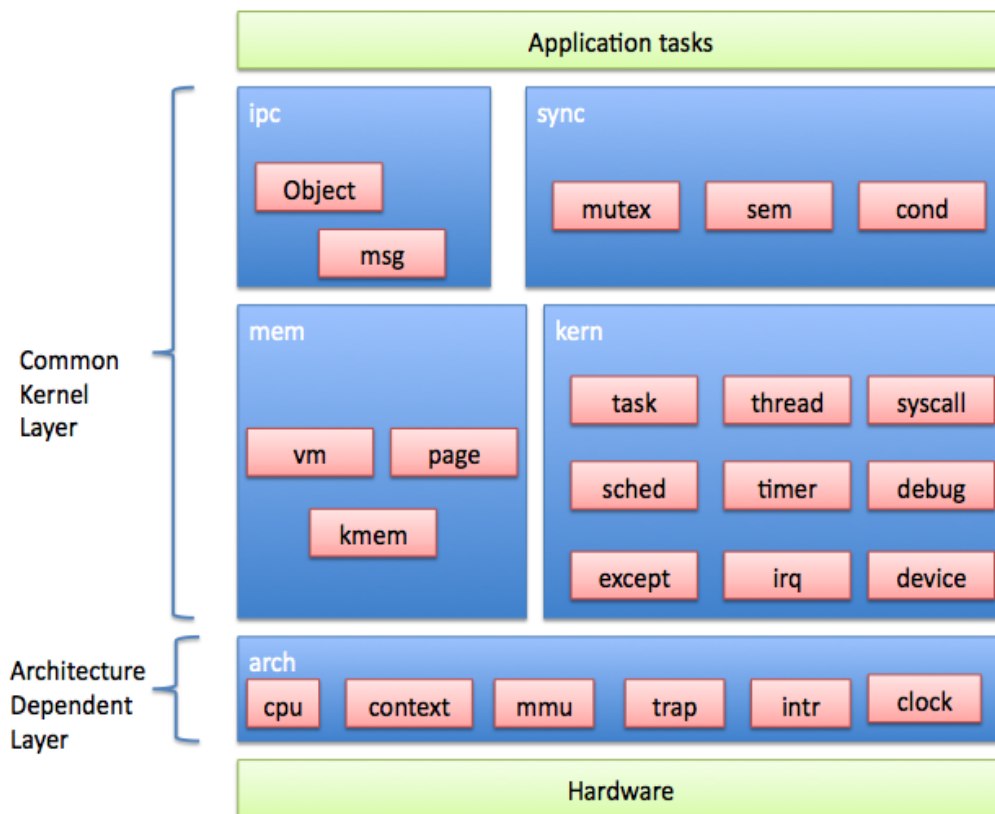 Application tasks
ipc
sync
Object
msg
mutex
sem
cond
Common
Kernel
Layer
mem
kern
vm
page
kmem
task
thread
syscall
sched
timer
debug
except
irq
device
Architecture
Dependent
Layer
arch
cpu
context
mmu
trap
intr
clock
Hardware